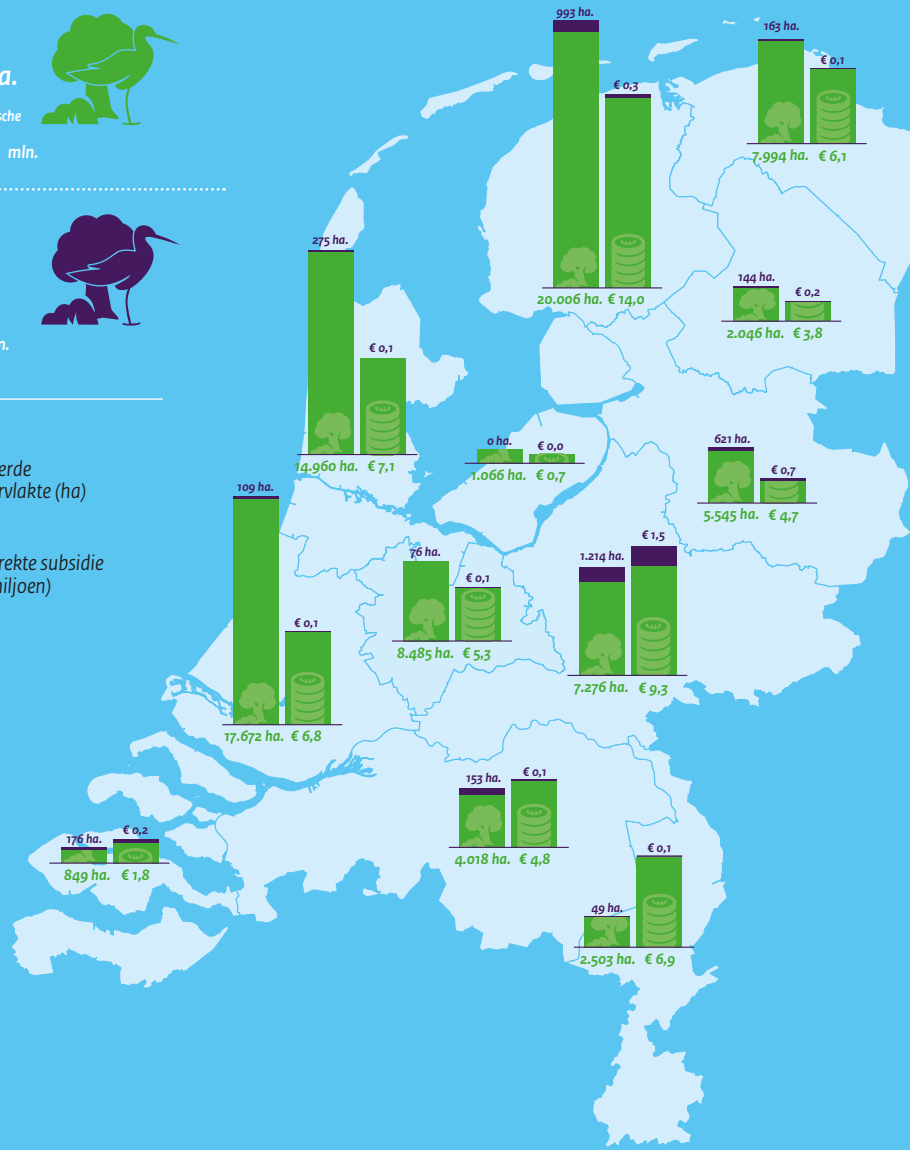 a.
sche
mln.
n.
erde
rvlakte (ha)
rekte subsidie
niljoen)
993 ha.
€ 0,3
20.006 ha. € 14,0
163 ha.
€ 0,1
7.994 ha. € 6,1
275 ha.
€ 0,1
14.960 ha. € 7,1
144 ha.
€ 0,2
2.046 ha. € 3,8
0 ha.
€ 0,0
1.066 ha. € 0,7
621 ha.
€ 0,7
5.545 ha. € 4,7
109 ha.
€ 0,1
17.672 ha. € 6,8
76 ha.
€ 0,1
8.485 ha. € 5,3
1.214 ha.
€ 1,5
7.276 ha. € 9,3
153 ha.
€ 0,1
4.018 ha. € 4,8
176 ha.
€ 0,2
849 ha. € 1,8
49 ha.
€ 0,1
2.503 ha. € 6,9